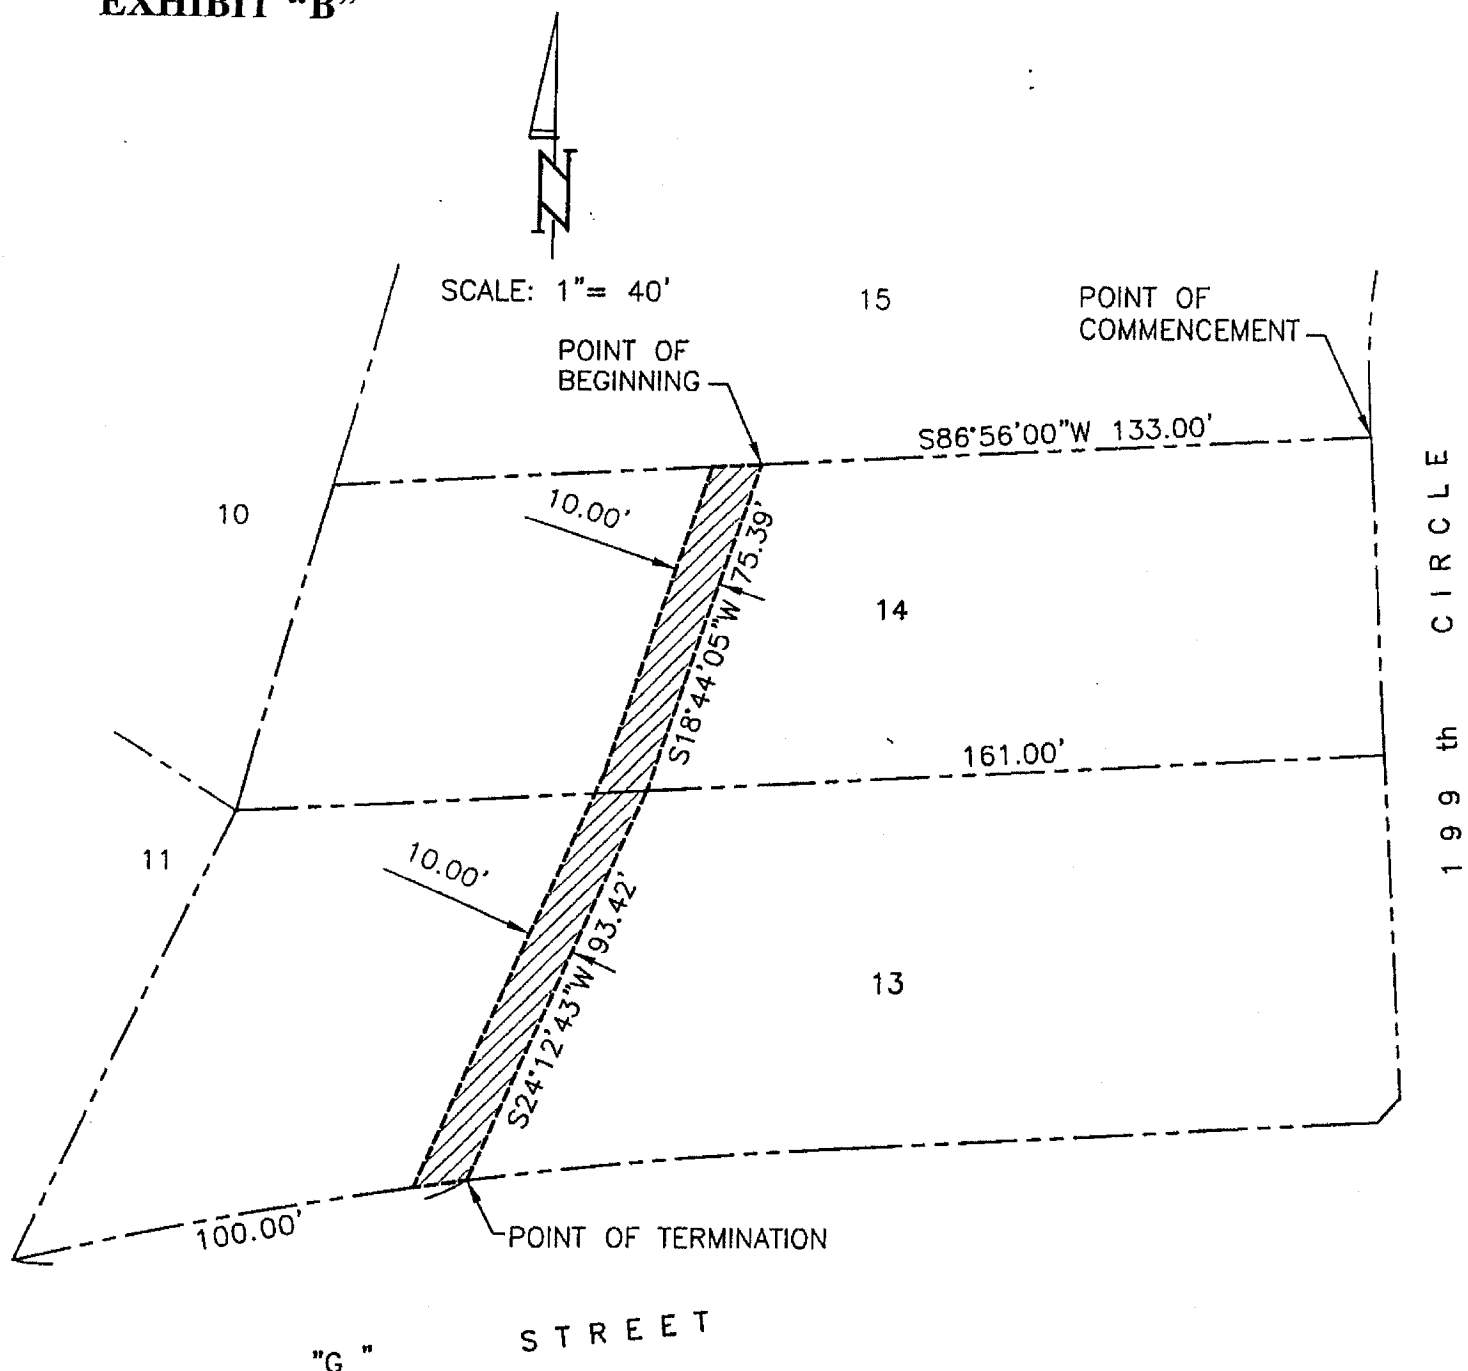 EXHIBIT “B”
N
SCALE: 1"= 40'
15
POINT OF
COMMENCEMENT
POINT OF
BEGINNING
S86°56'00"W 133.00'
10
10.00'
75.39'
S18°44'05"W
14
199th CIRCLE
161.00'
11
10.00'
93.42'
S24°12'43"W
13
100.00'
POINT OF TERMINATION
"G" STREET